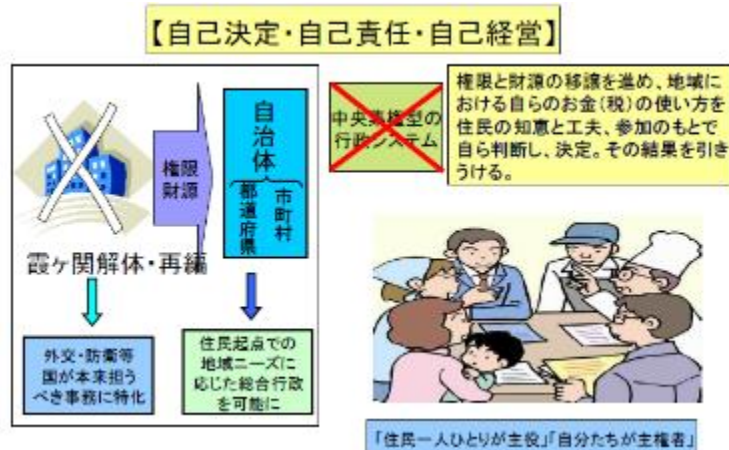 【自己決定・自己責任・自己経営】
権限
財源
自治体
都道府県
市町村
霞ヶ関解体・再編
外交・防衛等
国が本来担う
べき事務に特化
住民起点での
地域ニーズに
応じた総合行政
を可能に
中央集権型の
行政システム
権限と財源の移譲を進め、地域に
おける自らのお金(税)の使い方を
住民の知恵と工夫、参加のもとで
自ら判断し、決定。その結果を引き
うける。
「住民一人ひとりが主役」「自分たちが主権者」